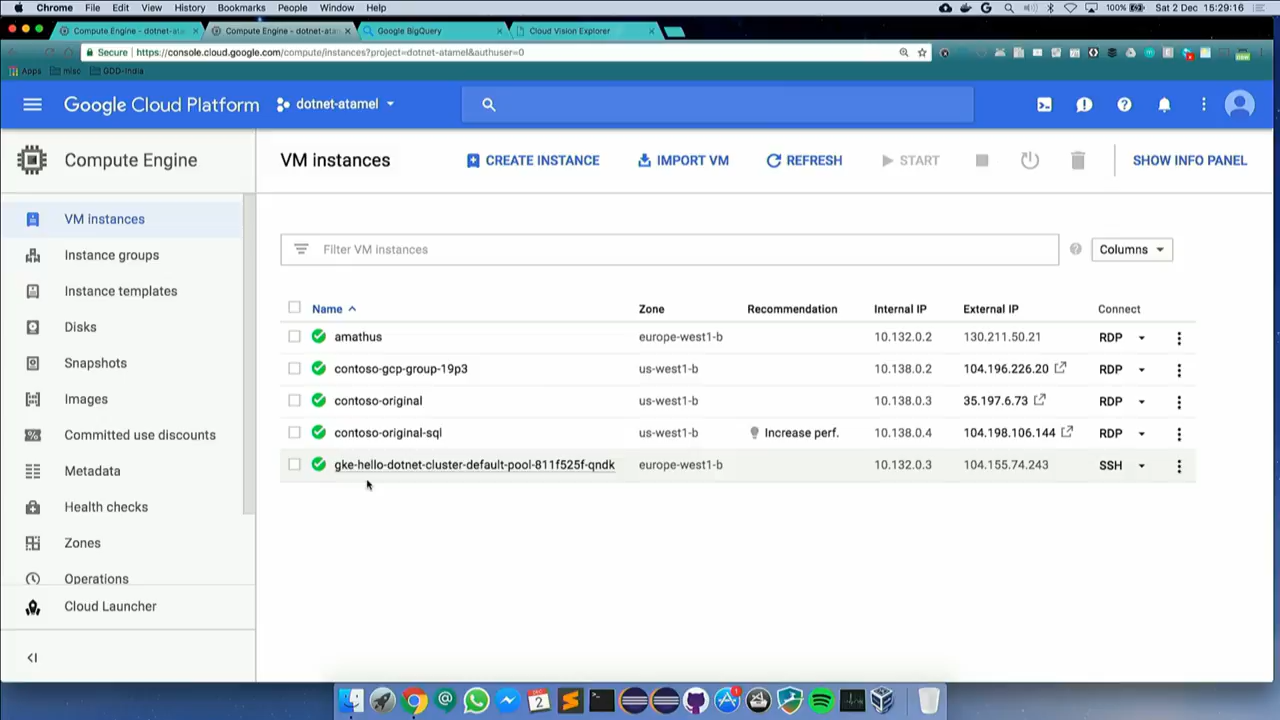 Chrome File Edit View History Bookmarks People Window Help 100% Sat 2 Dec 15:29:16
Compute Engine - dotnet-atamel Compute Engine - dotnet-ata Google BigQuery Cloud Vision Explorer
Secure https://console.cloud.google.com/compute/instances?project=dotnet-atamel&authuser=0
Apps misc GDD-India
Google Cloud Platform dotnet-atamel
Compute Engine
VM instances CREATE INSTANCE IMPORT VM REFRESH START SHOW INFO PANEL
VM instances
Instance groups
Instance templates
Disks
Snapshots
Images
Committed use discounts
Metadata
Health checks
Zones
Operations
Cloud Launcher
Filter VM instances Columns
Name Zone Recommendation Internal IP External IP Connect
amathus europe-west1-b 10.132.0.2 130.211.50.21 RDP
contoso-gcp-group-19p3 us-west1-b 10.138.0.2 104.196.226.20 RDP
contoso-original us-west1-b 10.138.0.3 35.197.6.73 RDP
contoso-original-sql us-west1-b Increase perf. 10.138.0.4 104.198.106.144 RDP
gke-hello-dotnet-cluster-default-pool-811f525f-qndk europe-west1-b 10.132.0.3 104.155.74.243 SSH